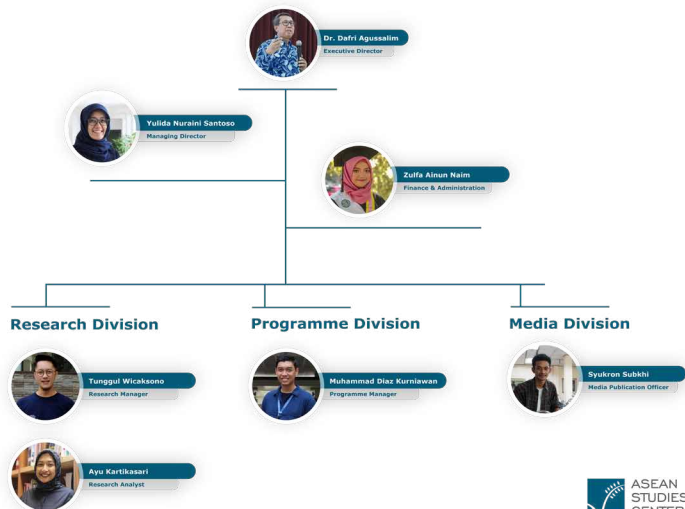 Dr. Dafri Agussalim
Executive Director
Yulida Nuraini Santoso
Managing Director
Zulfa Ainun Naim
Finance & Administration
Research Division
Programme Division
Media Division
Tunggul Wicaksono
Research Manager
Muhammad Diaz Kurniawan
Programme Manager
Syukron Subkhi
Media Publication Officer
Ayu Kartikasari
Research Analyst
ASEAN
STUDIES
CENTER